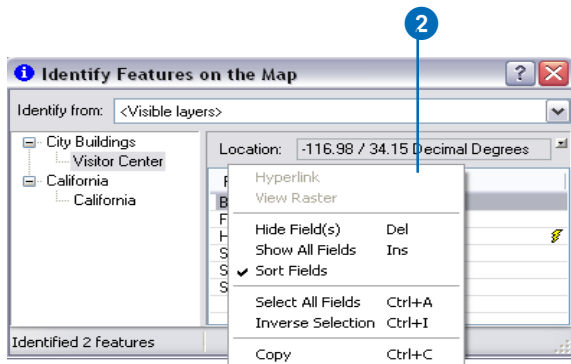 2
Identify Features on the Map
Identify from: <Visible layers>
City Buildings
Visitor Center
California
California
Location: -116.98 / 34.15 Decimal Degrees
F
B
F
H
S
S
S
Hyperlink
View Raster
Hide Field(s) Del
Show All Fields Ins
Sort Fields
Select All Fields Ctrl+A
Inverse Selection Ctrl+I
Copy Ctrl+C
Identified 2 features